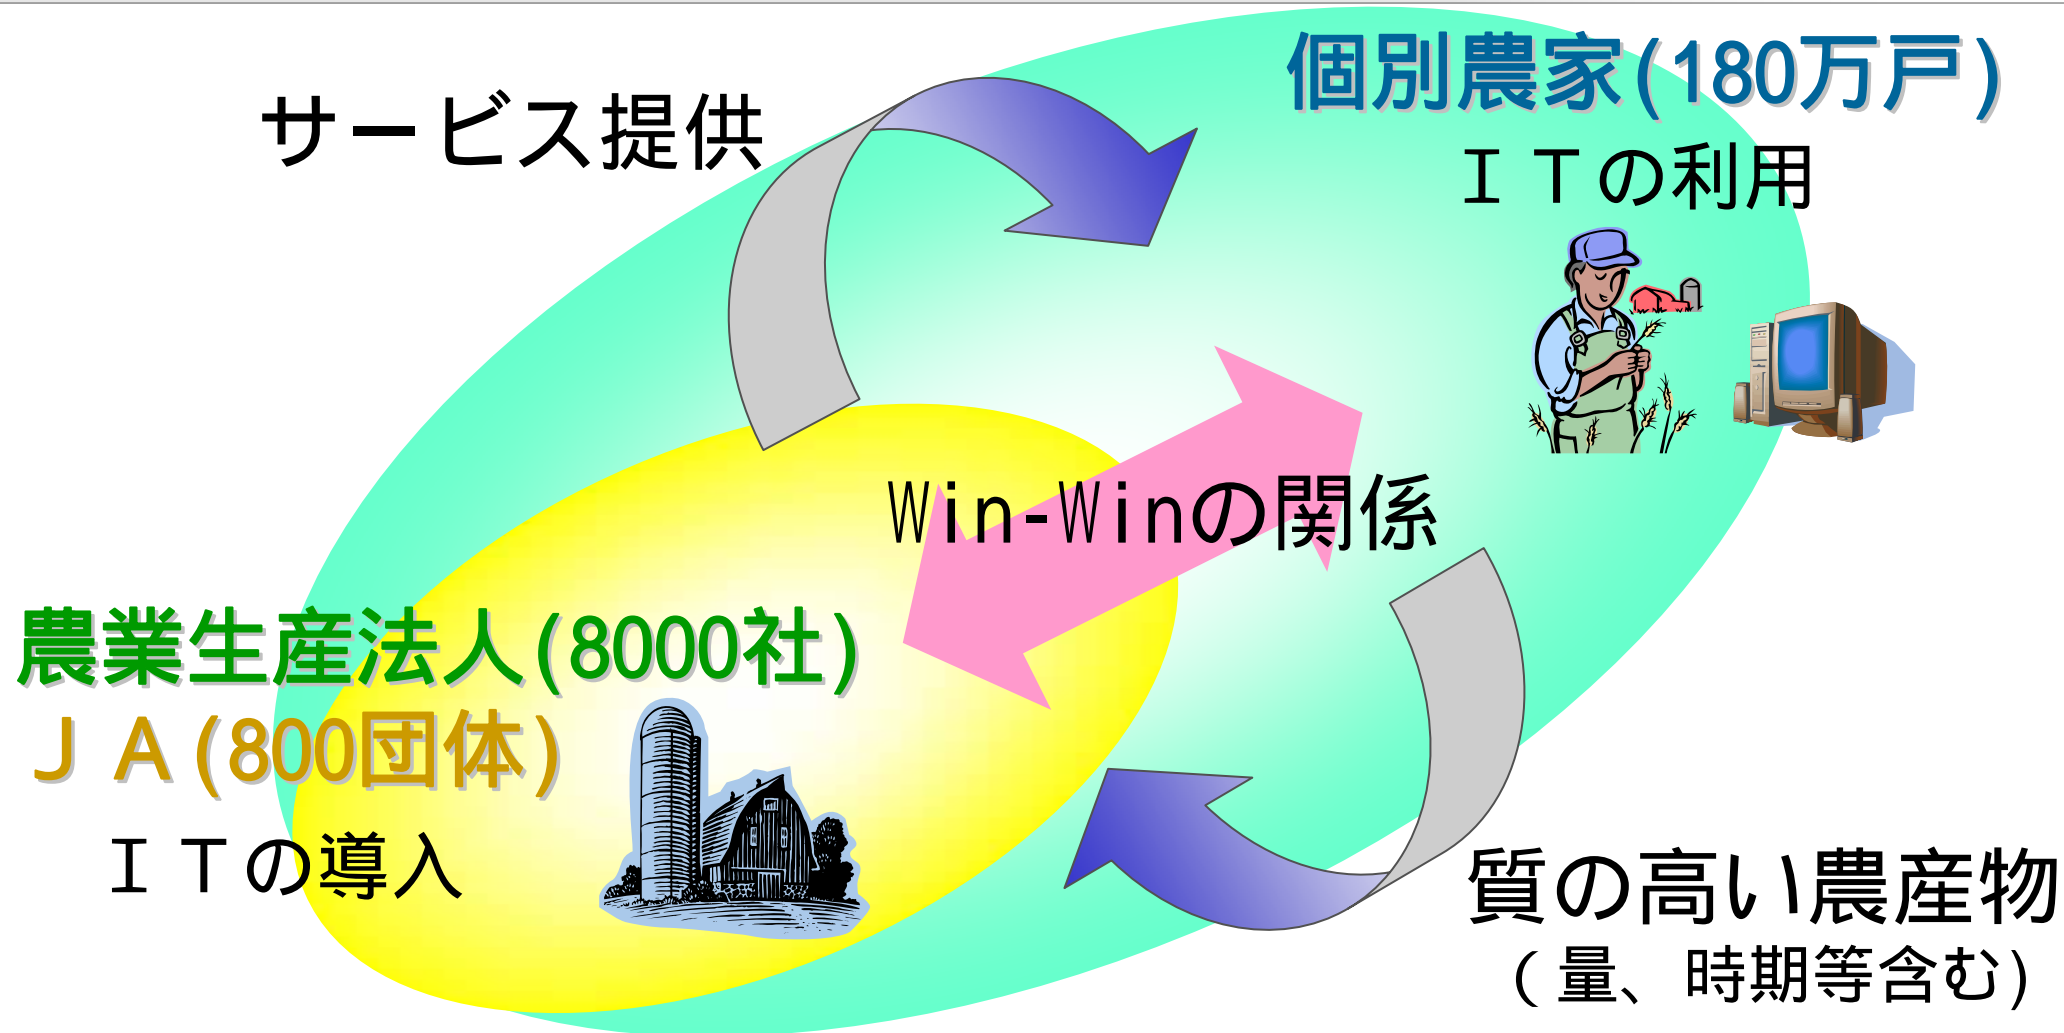 サービス提供
個別農家(180万戸)
ＩＴの利用
Win-Winの関係
農業生産法人(8000社)
ＪＡ(800団体)
ＩＴの導入
質の高い農産物
(量、時期等含む)